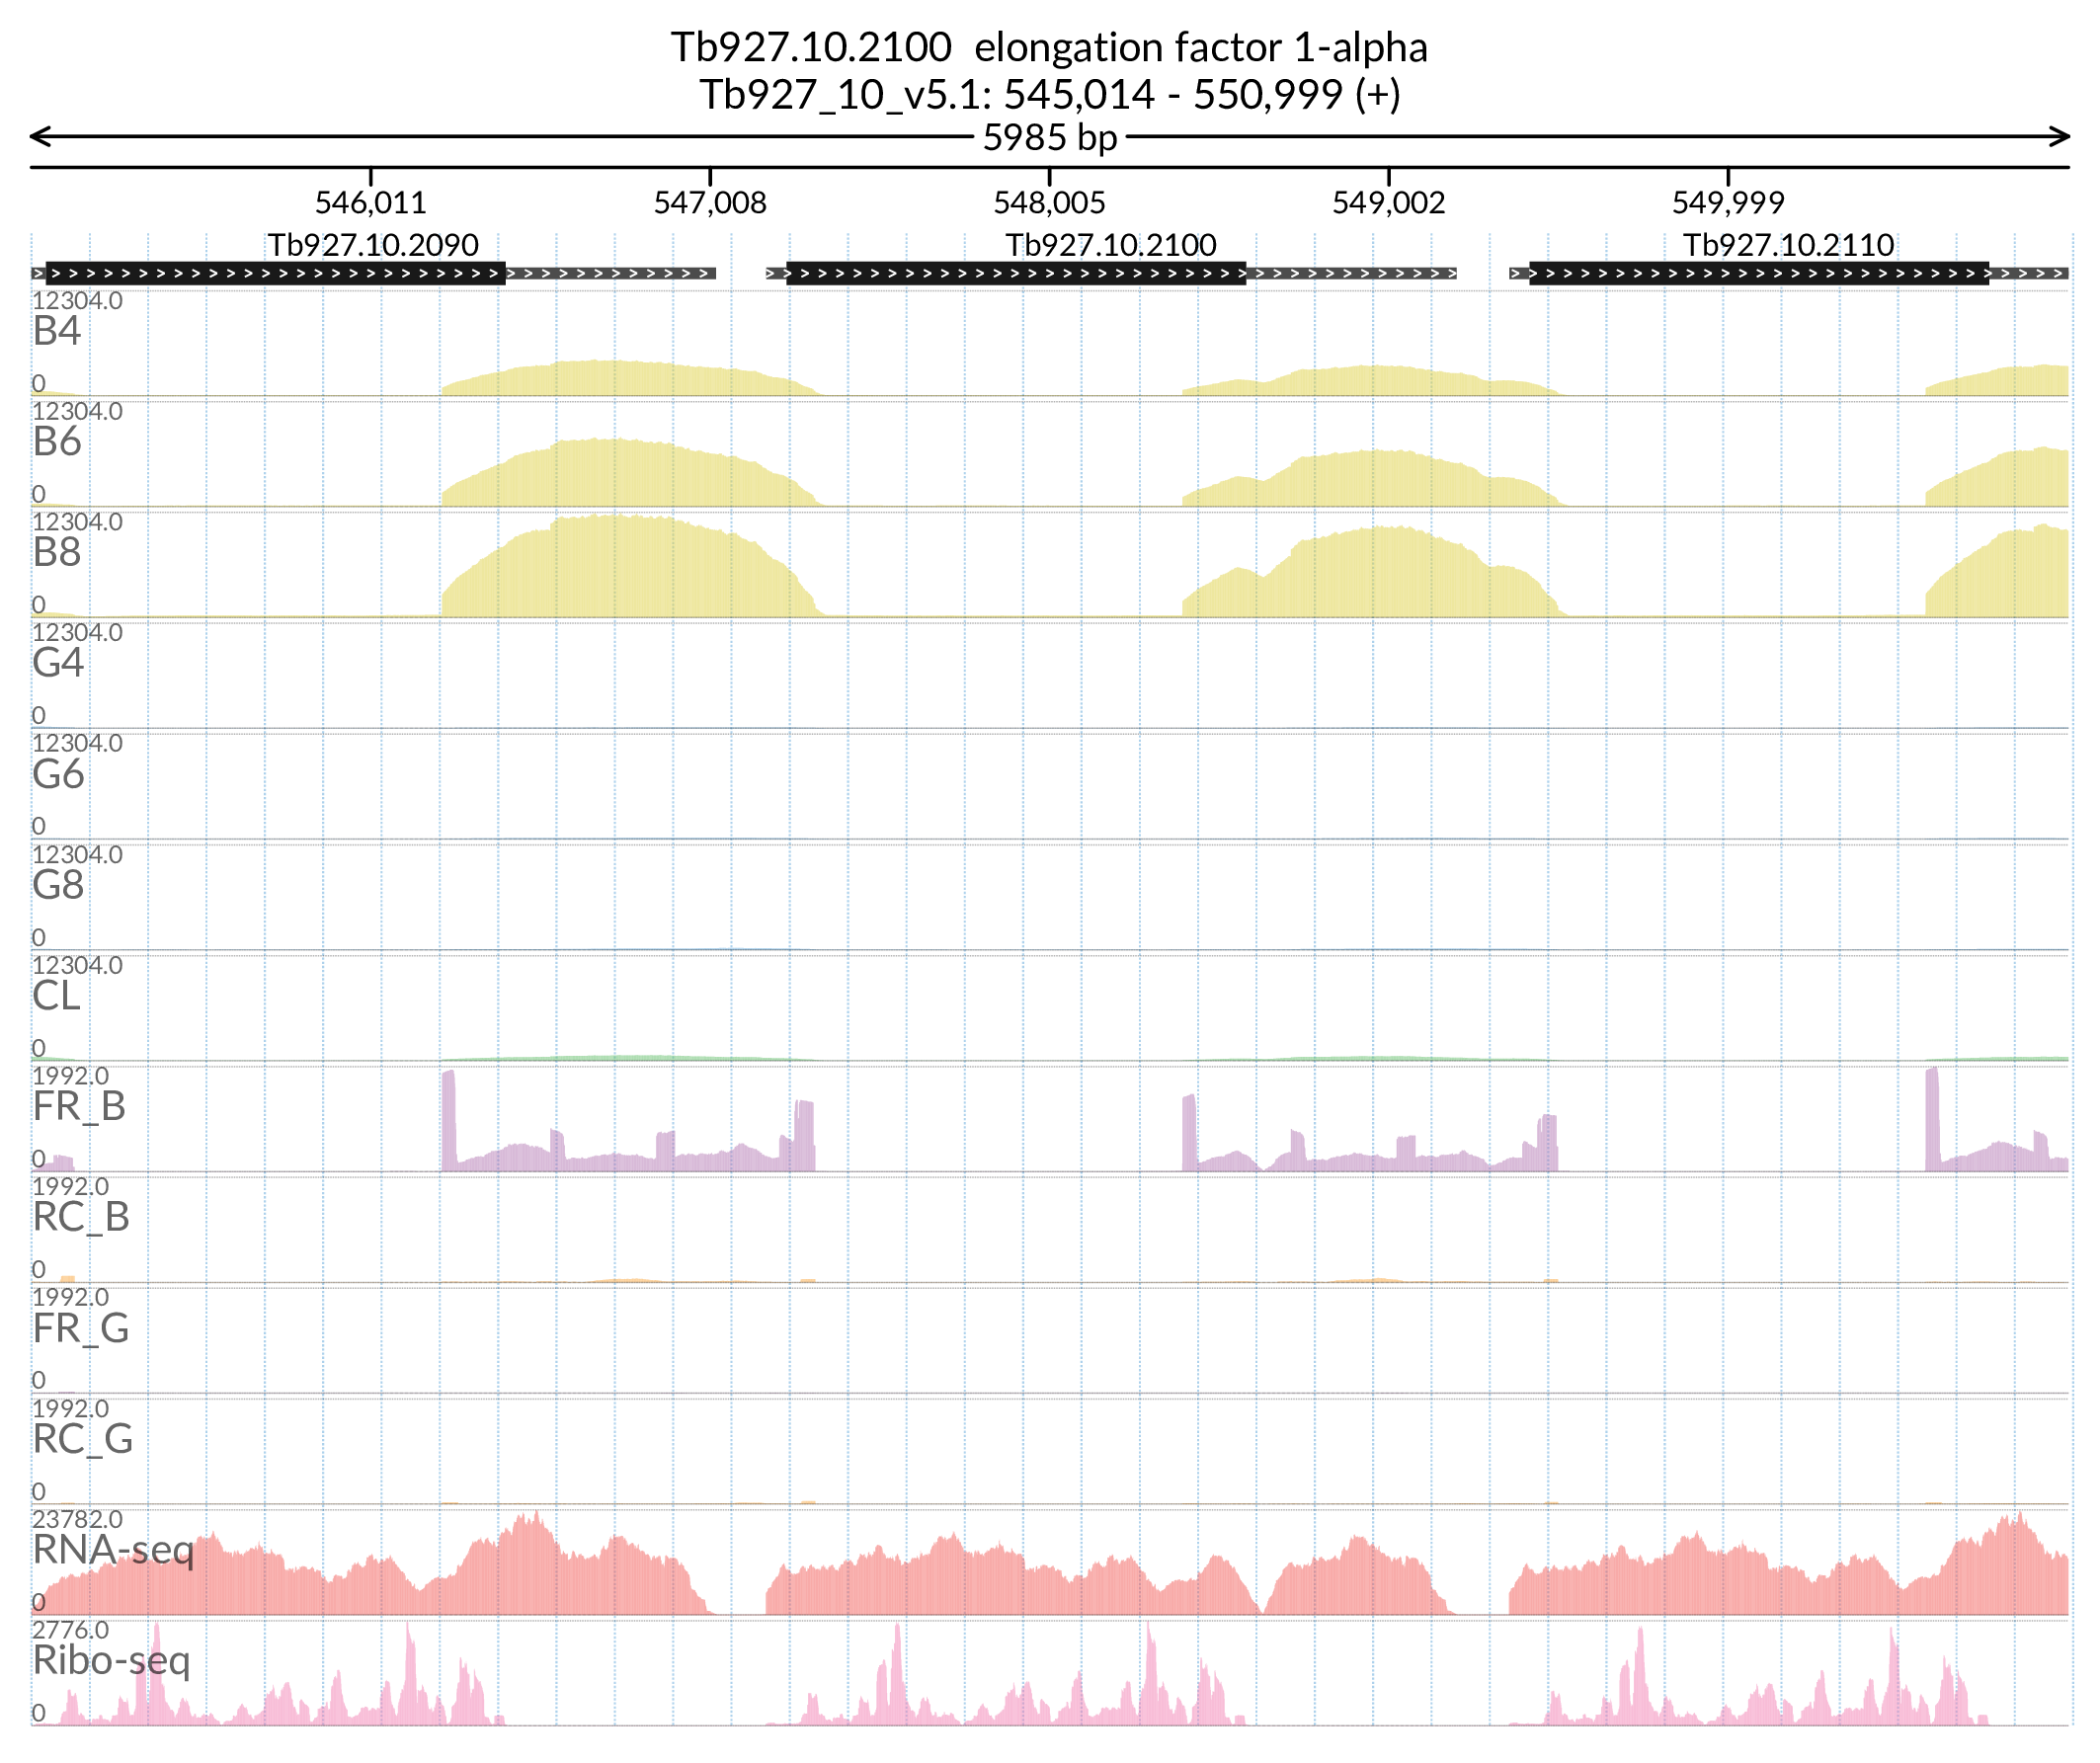 Tb927.10.2100 elongation factor 1-alpha
Tb927_10_v5.1: 545,014 - 550,999 (+)
5985 bp
546,011 547,008 548,005 549,002 549,999
Tb927.10.2090 Tb927.10.2100 Tb927.10.2110
12304.0
B4
0
12304.0
B6
0
12304.0
B8
0
12304.0
G4
0
12304.0
G6
0
12304.0
G8
0
12304.0
CL
0
1992.0
FR_B
0
1992.0
RC_B
0
1992.0
FR_G
0
1992.0
RC_G
0
23782.0
RNA-seq
0
2776.0
Ribo-seq
0